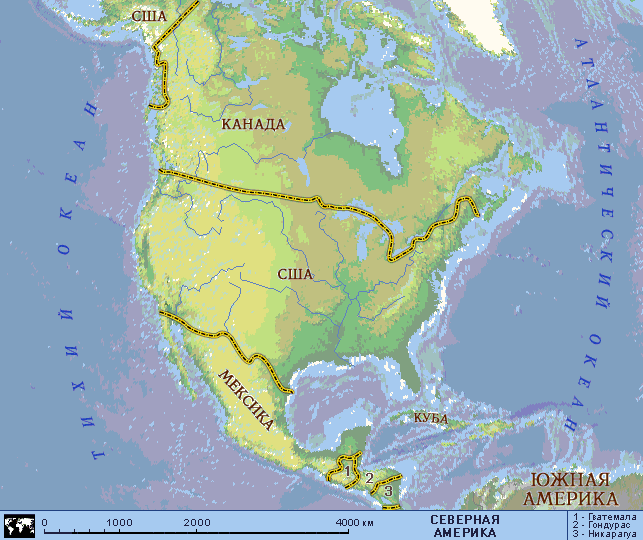 США
КАНАДА
США
МЕКСИКА
КУБА
ТИХИЙ ОКЕАН
АТЛАНТИЧЕСКИЙ ОКЕАН
1
2
3
ЮЖНАЯ
АМЕРИКА
0 1000 2000 4000 км
СЕВЕРНАЯ
АМЕРИКА
1 - Гватемала
2 - Гондурас
3 - Никарагуа